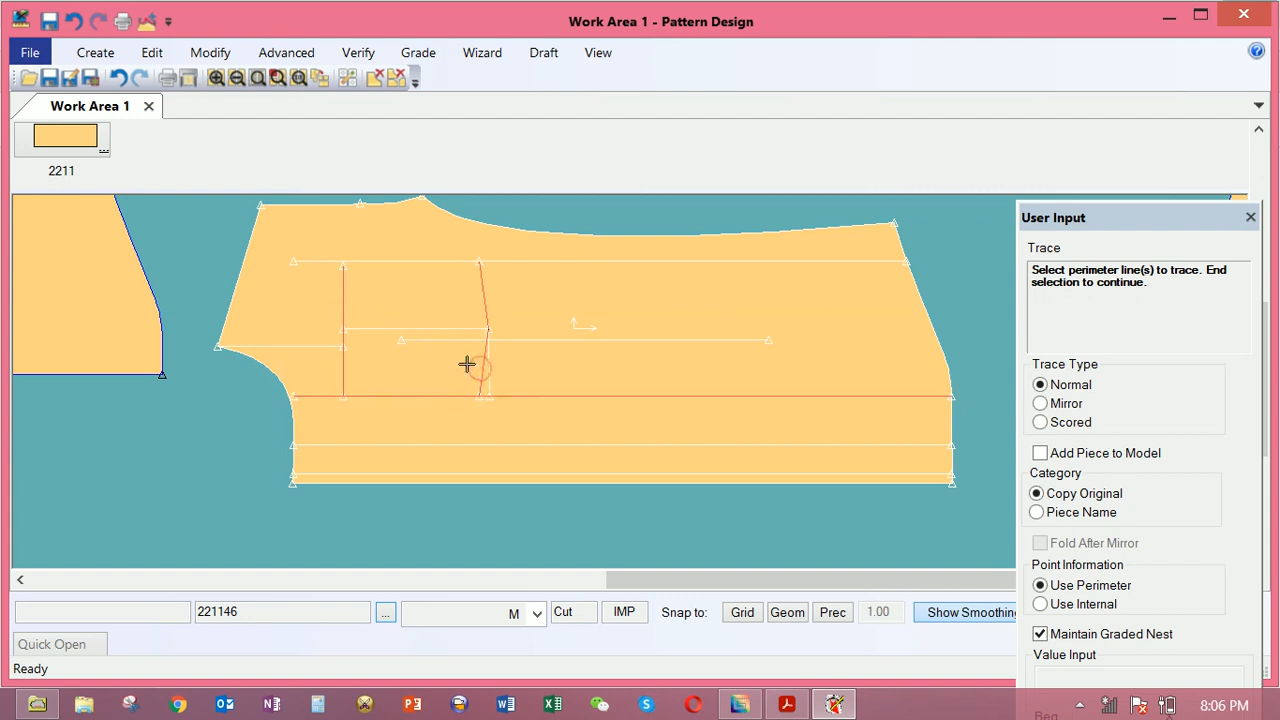 Work Area 1 - Pattern Design
File Create Edit Modify Advanced Verify Grade Wizard Draft View
Work Area 1
2211
User Input
Trace
Select perimeter line(s) to trace. End
selection to continue.
Trace Type
Normal
Mirror
Scored
Add Piece to Model
Category
Copy Original
Piece Name
Fold After Mirror
Point Information
Use Perimeter
Use Internal
Maintain Graded Nest
Value Input
221146 ... M Cut IMP Snap to: Grid Geom Prec 1.00 Show Smoothing
Quick Open
Ready
8:06 PM